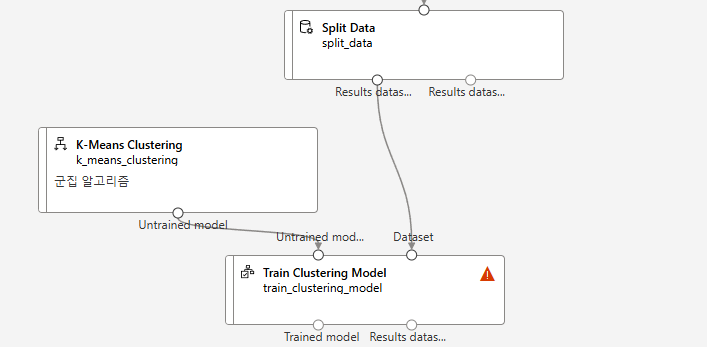 Split Data
split_data
Results datas...
Results datas...
K-Means Clustering
k_means_clustering
군집 알고리즘
Untrained model
Untrained mod...
Dataset
Train Clustering Model
train_clustering_model
Trained model
Results datas...